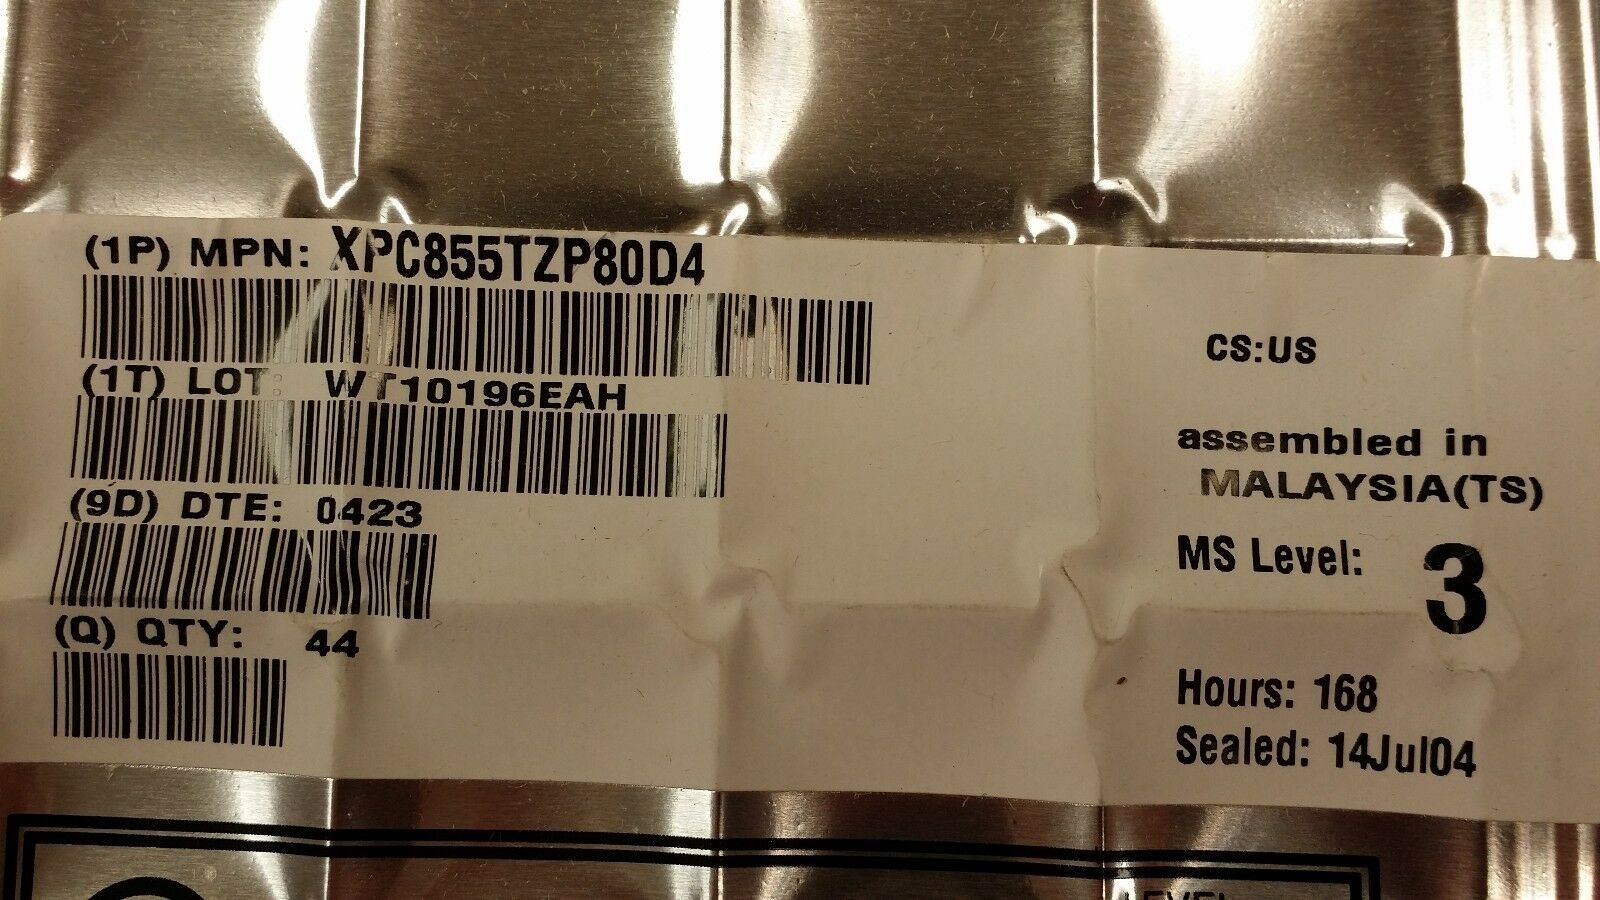 (1P) MPN: XPC855TZP80D4
(1T) LOT: WT10196EAH
(9D) DTE: 0423
(Q) QTY: 44
CS:US
assembled in
MALAYSIA(TS)
MS Level: 3
Hours: 168
Sealed: 14Jul04
LEVEL